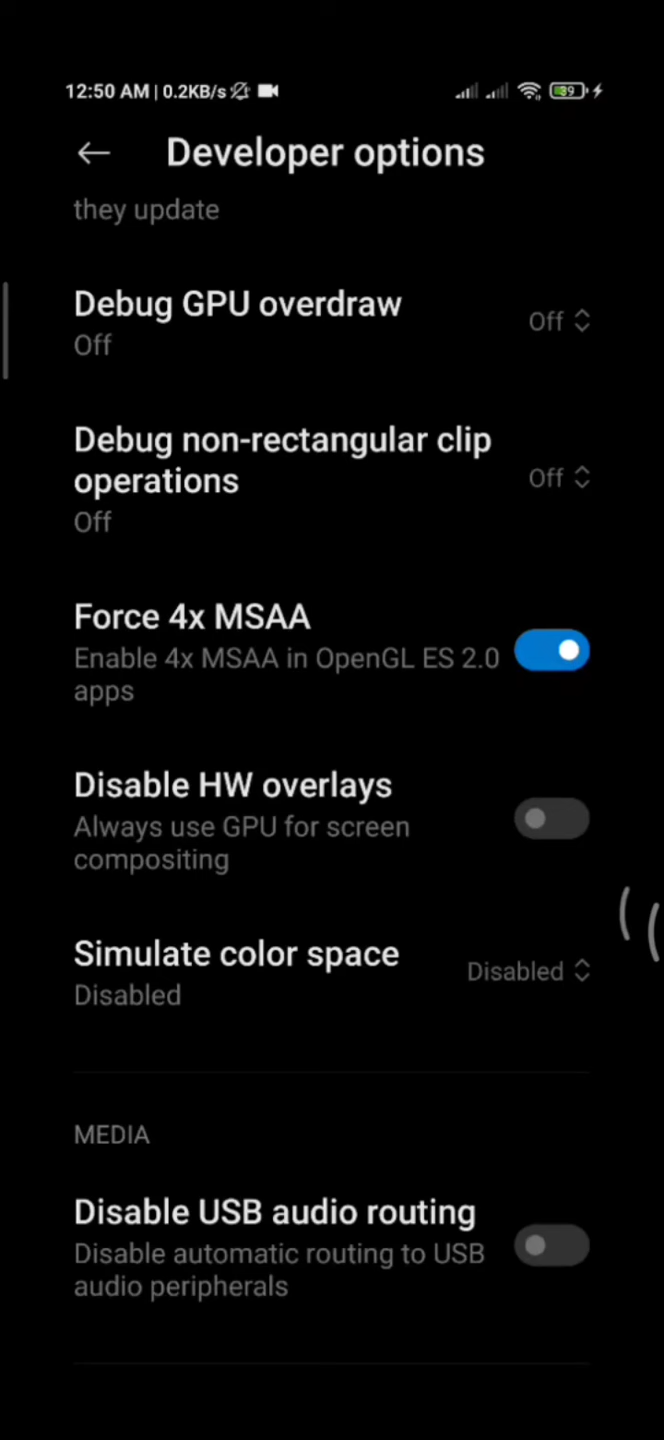 12:50 AM | 0.2KB/s 39
Developer options
they update
Debug GPU overdraw
Off
Off
Debug non-rectangular clip
operations
Off
Off
Force 4x MSAA
Enable 4x MSAA in OpenGL ES 2.0
apps
Disable HW overlays
Always use GPU for screen
compositing
Simulate color space
Disabled
Disabled
MEDIA
Disable USB audio routing
Disable automatic routing to USB
audio peripherals